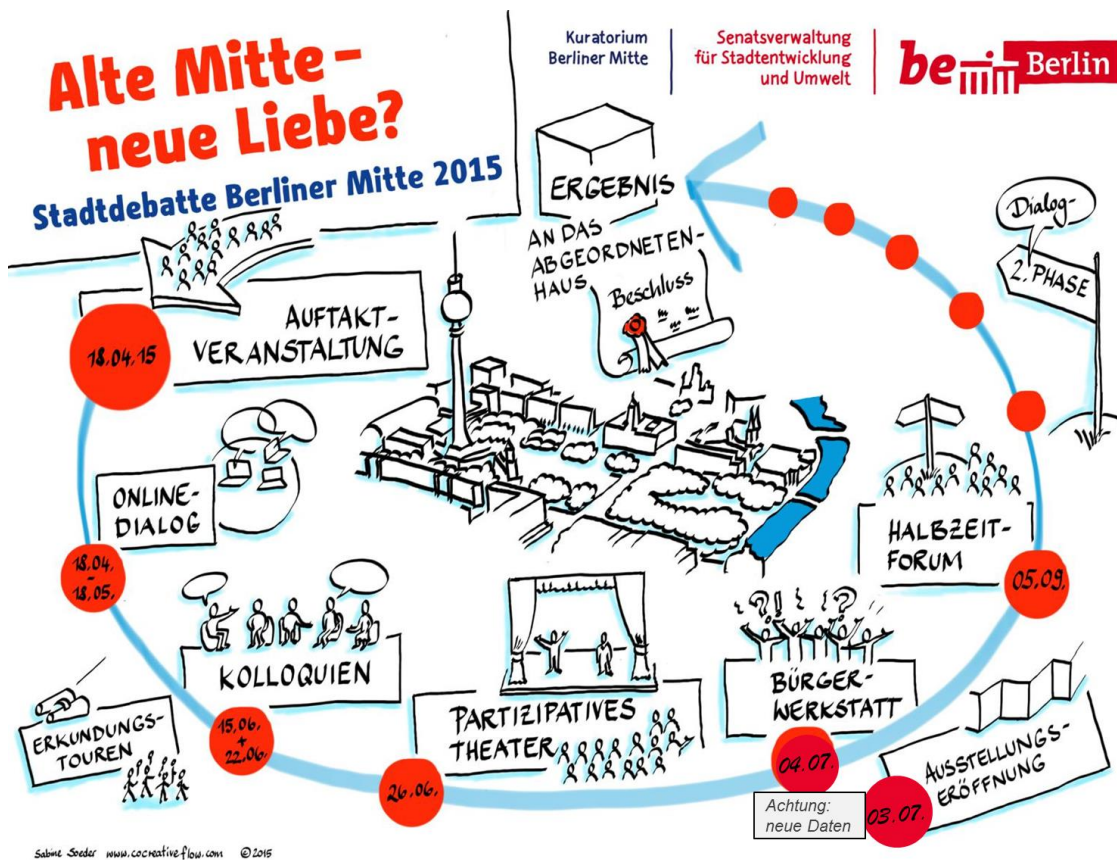 Alte Mitte –
neue Liebe?
Stadtdebatte Berliner Mitte 2015
Kuratorium
Berliner Mitte
Senatsverwaltung
für Stadtentwicklung
und Umwelt
be Berlin
ERGEBNIS
AN DAS
ABGEORDNETEN-
HAUS
Beschluss
Dialog-
2. PHASE
AUFTAKT-
VERANSTALTUNG
18.04.15
ONLINE-
DIALOG
18.04.
-
18.05.
KOLLOQUIEN
15.06.
+
22.06.
ERKUNDUNGS-
TOUREN
PARTIZIPATIVES
THEATER
26.06.
?!
?
BÜRGER-
WERKSTATT
04.07.
HALBZEIT-
FORUM
05.09.
AUSSTELLUNGS-
ERÖFFNUNG
03.07.
Achtung:
neue Daten
Sabine Soeder www.cocreativeflow.com ©2015